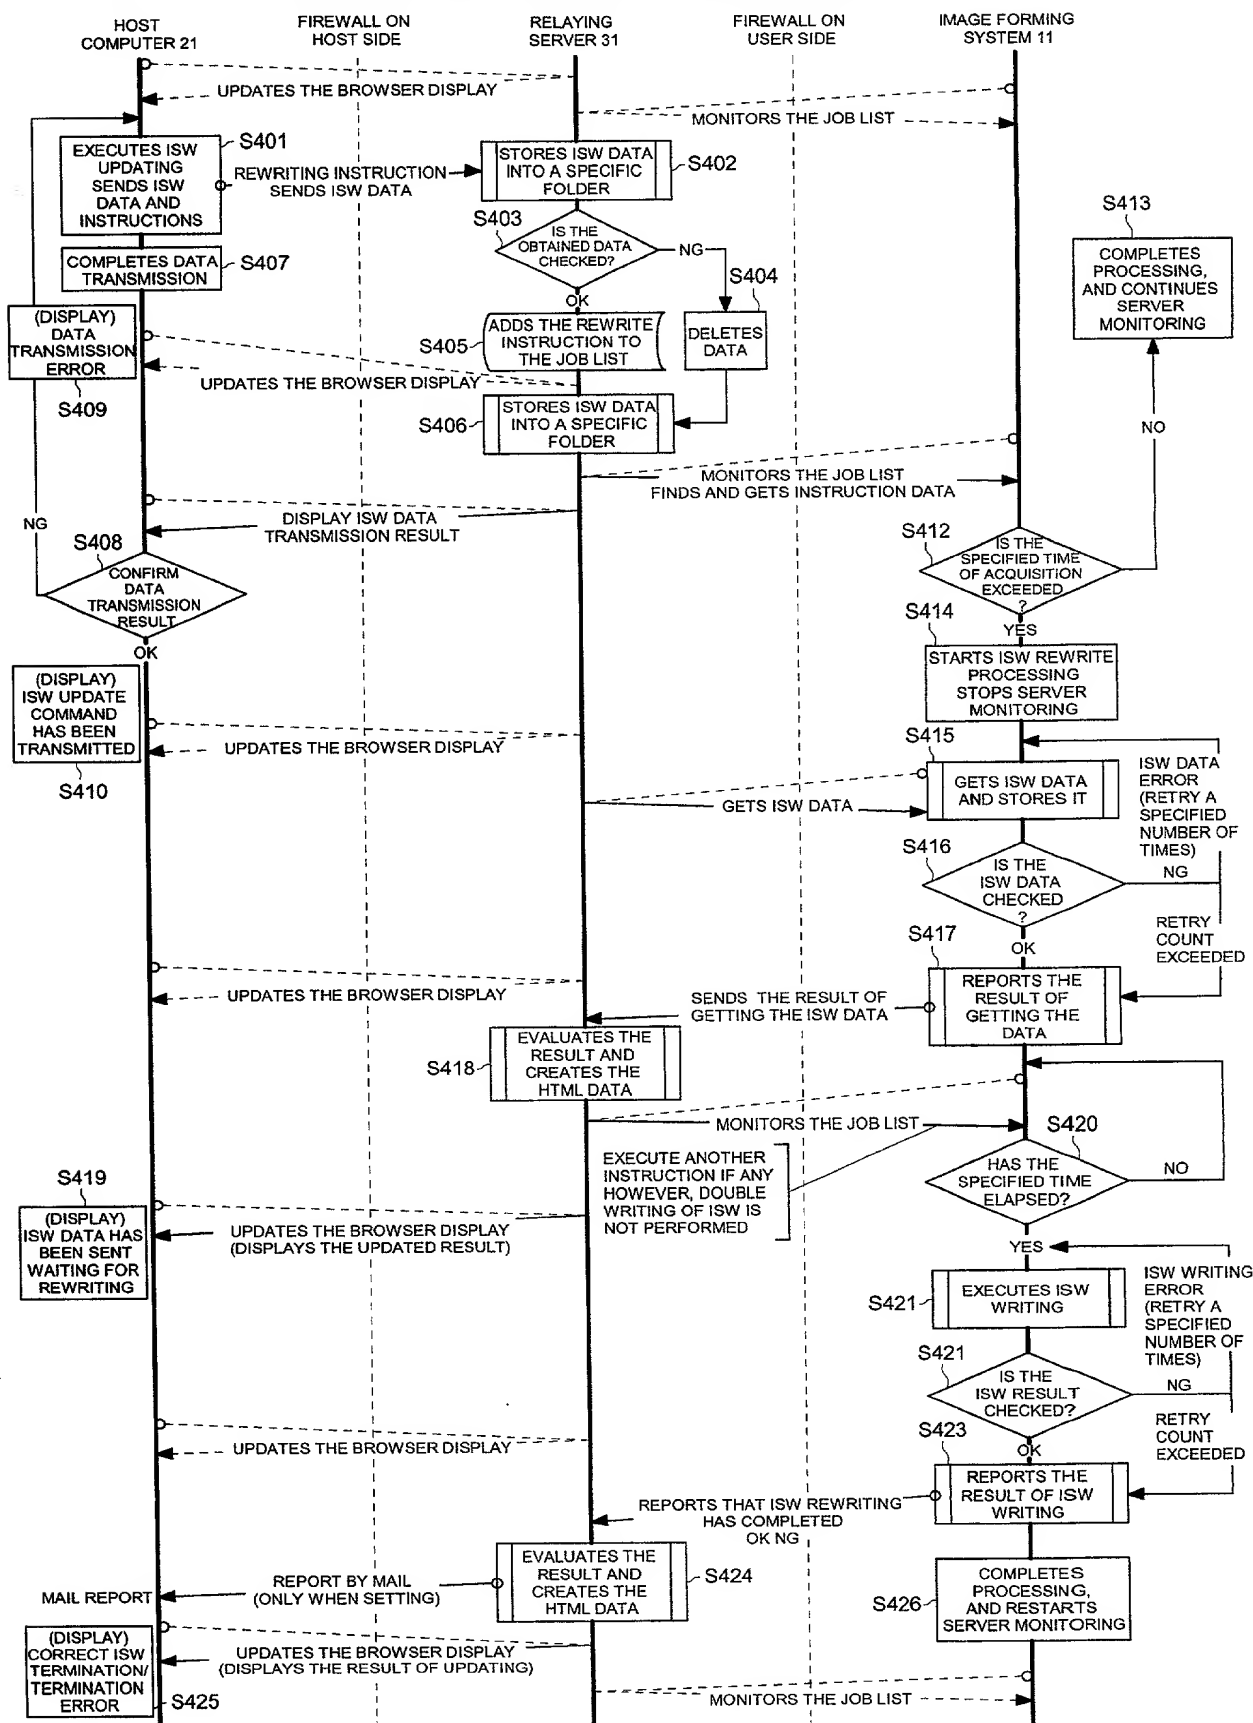 HOST
COMPUTER 21
FIREWALL ON
HOST SIDE
RELAYING
SERVER 31
FIREWALL ON
USER SIDE
IMAGE FORMING
SYSTEM 11
UPDATES THE BROWSER DISPLAY
MONITORS THE JOB LIST
S401
EXECUTES ISW
UPDATING
SENDS ISW
DATA AND
INSTRUCTIONS
REWRITING INSTRUCTION
SENDS ISW DATA
STORES ISW DATA
INTO A SPECIFIC
FOLDER
S402
S403
IS THE
OBTAINED DATA
CHECKED?
NG
OK
S404
DELETES
DATA
S413
COMPLETES
PROCESSING,
AND CONTINUES
SERVER
MONITORING
COMPLETES DATA
TRANSMISSION
S407
(DISPLAY)
DATA
TRANSMISSION
ERROR
S409
S405
ADDS THE REWRITE
INSTRUCTION TO
THE JOB LIST
UPDATES THE BROWSER DISPLAY
S406
STORES ISW DATA
INTO A SPECIFIC
FOLDER
NO
MONITORS THE JOB LIST
FINDS AND GETS INSTRUCTION DATA
NG
DISPLAY ISW DATA
TRANSMISSION RESULT
S408
CONFIRM
DATA
TRANSMISSION
RESULT
OK
S412
IS THE
SPECIFIED TIME
OF ACQUISITION
EXCEEDED
?
YES
S414
STARTS ISW REWRITE
PROCESSING
STOPS SERVER
MONITORING
(DISPLAY)
ISW UPDATE
COMMAND
HAS BEEN
TRANSMITTED
S410
UPDATES THE BROWSER DISPLAY
S415
GETS ISW DATA
AND STORES IT
GETS ISW DATA
ISW DATA
ERROR
(RETRY A
SPECIFIED
NUMBER OF
TIMES)
S416
IS THE
ISW DATA
CHECKED
?
NG
OK
RETRY
COUNT
EXCEEDED
S417
REPORTS THE
RESULT OF
GETTING THE
DATA
UPDATES THE BROWSER DISPLAY
SENDS THE RESULT OF
GETTING THE ISW DATA
S418
EVALUATES THE
RESULT AND
CREATES THE
HTML DATA
MONITORS THE JOB LIST
EXECUTE ANOTHER
INSTRUCTION IF ANY
HOWEVER, DOUBLE
WRITING OF ISW IS
NOT PERFORMED
S420
HAS THE
SPECIFIED TIME
ELAPSED?
NO
YES
S419
(DISPLAY)
ISW DATA HAS
BEEN SENT
WAITING FOR
REWRITING
UPDATES THE BROWSER DISPLAY
(DISPLAYS THE UPDATED RESULT)
S421
EXECUTES ISW
WRITING
ISW WRITING
ERROR
(RETRY A
SPECIFIED
NUMBER OF
TIMES)
S421
IS THE
ISW RESULT
CHECKED?
NG
OK
RETRY
COUNT
EXCEEDED
UPDATES THE BROWSER DISPLAY
S423
REPORTS THE
RESULT OF ISW
WRITING
REPORTS THAT ISW REWRITING
HAS COMPLETED
OK NG
EVALUATES THE
RESULT AND
CREATES THE
HTML DATA
S424
MAIL REPORT
REPORT BY MAIL
(ONLY WHEN SETTING)
S426
COMPLETES
PROCESSING,
AND RESTARTS
SERVER MONITORING
(DISPLAY)
CORRECT ISW
TERMINATION/
TERMINATION
ERROR
S425
UPDATES THE BROWSER DISPLAY
(DISPLAYS THE RESULT OF UPDATING)
MONITORS THE JOB LIST